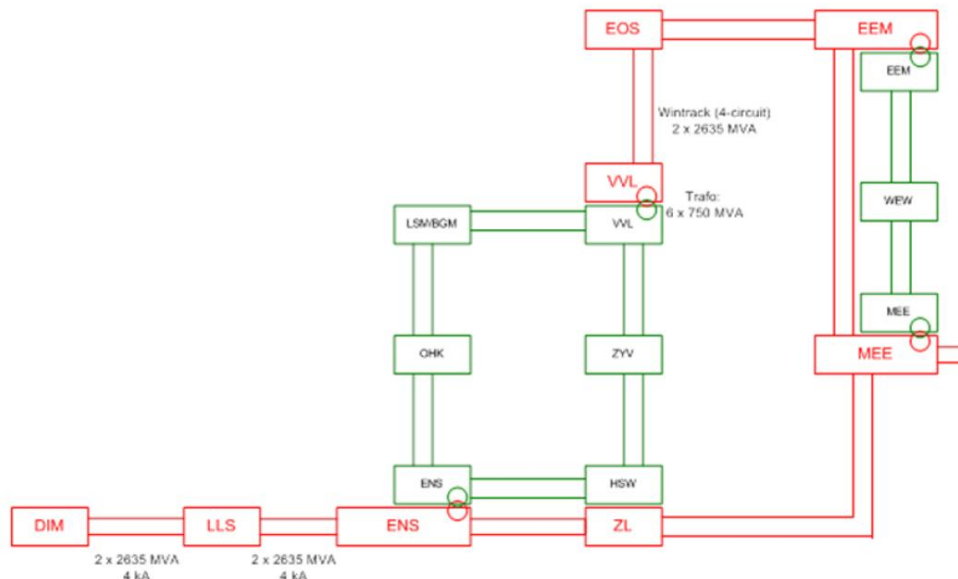 EOS
EEM
EEM
Wintrack (4-circuit)
2 x 2635 MVA
VVL
Trafo:
6 x 750 MVA
LSM/BGM
VVL
WEW
MEE
OHK
ZYV
MEE
ENS
HSW
DIM
LLS
ENS
ZL
2 x 2635 MVA
4 kA
2 x 2635 MVA
4 kA